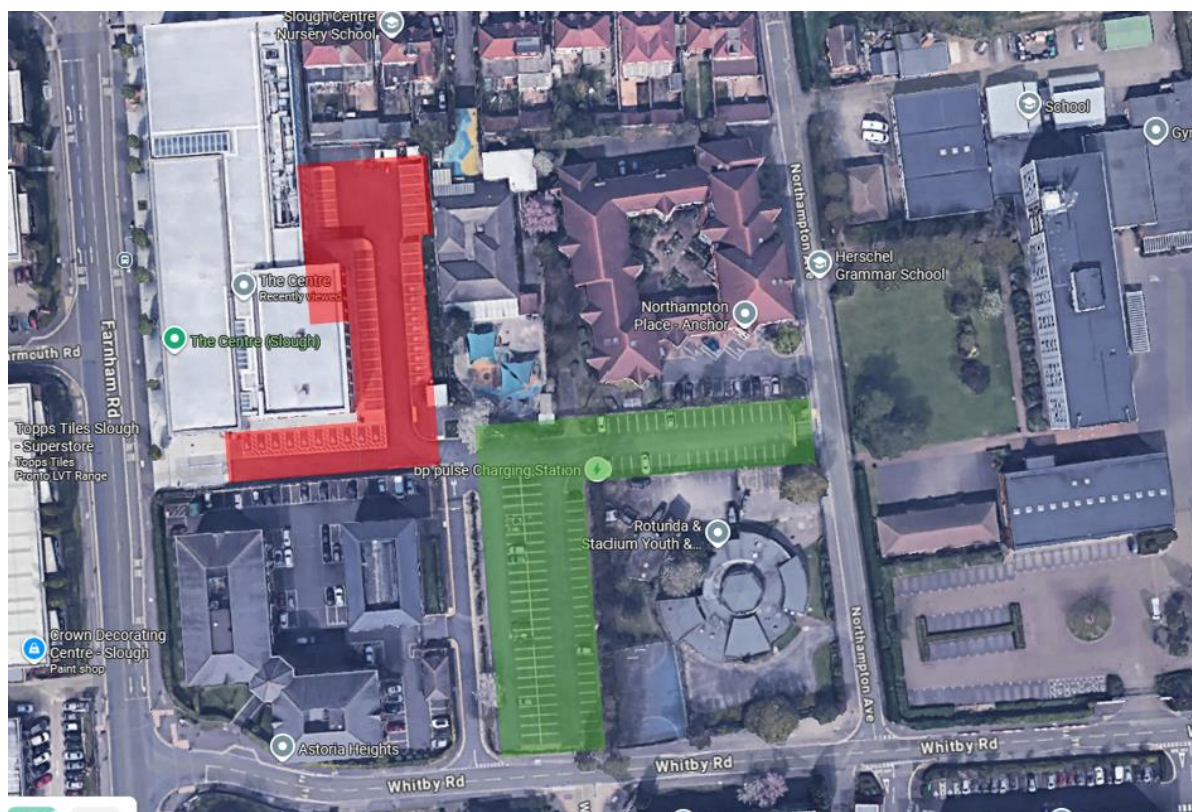 Slough Centre
Nursery School
School
Gy
Northampton Ave
The Centre
Recently viewed
Herschel
Grammar School
Northampton
Place - Anchor
The Centre (Slough)
armouth Rd
Farnham Rd
Topps Tiles Slough
- Superstore
Topps Tiles
Pronto LVT Range
bp pulse Charging Station
Rotunda &
Stadium Youth &...
Crown Decorating
Centre - Slough
Paint shop
Northampton Ave
Astoria Heights
Whitby Rd
Whitby Rd
Whitby Rd
W